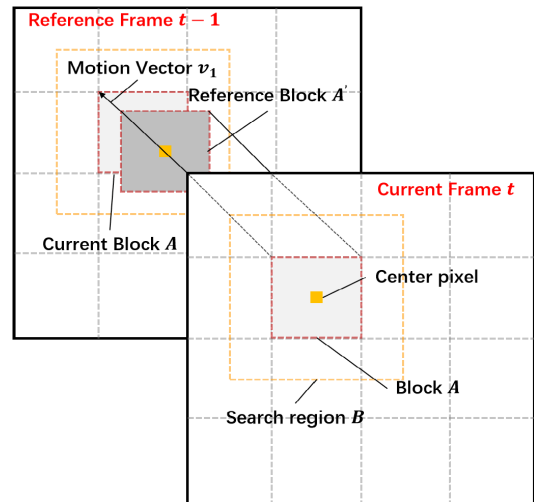 Reference Frame t − 1
Motion Vector v₁
Reference Block A′
Current Frame t
Current Block A
Center pixel
Block A
Search region B